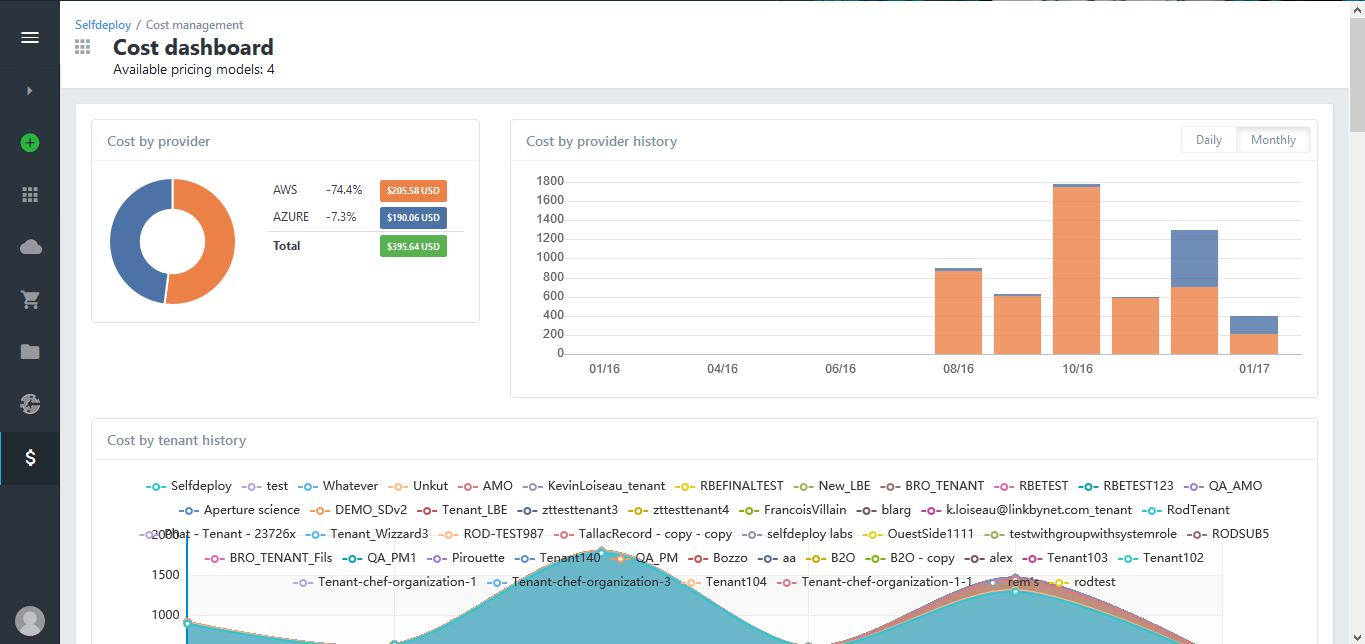 Selfdeploy / Cost management
Cost dashboard
Available pricing models: 4
Cost by provider
AWS -74.4% $205.58 USD
AZURE -7.3% $190.06 USD
Total $395.64 USD
Cost by provider history
Daily Monthly
1800
1600
1400
1200
1000
800
600
400
200
0
01/16 04/16 06/16 08/16 10/16 01/17
Cost by tenant history
Selfdeploy test Whatever Unkut AMO KevinLoiseau_tenant RBEFINALTEST New_LBE BRO_TENANT RBETEST RBETEST123 QA_AMO
Aperture science DEMO_SDv2 Tenant_LBE zttesttenant3 zttesttenant4 FrancoisVillain blarg k.loiseau@linkbynet.com_tenant RodTenant
Phat - Tenant - 23726x Tenant_Wizzard3 ROD-TEST987 TallacRecord - copy - copy selfdeploy labs OuestSide1111 testwithgroupwithsystemrole RODSUB5
2000
BRO_TENANT_Fils QA_PM1 Pirouette Tenant140 QA_PM Bozzo aa B2O B2O - copy alex Tenant103 Tenant102
1500
Tenant-chef-organization-1 Tenant-chef-organization-3 Tenant104 Tenant-chef-organization-1-1 rem's rodtest
1000
$